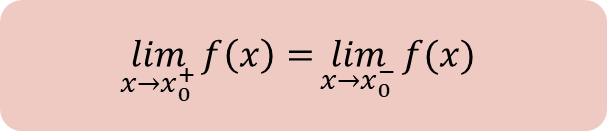 lim_{x→x_0^+} f(x) = lim_{x→x_0^-} f(x)